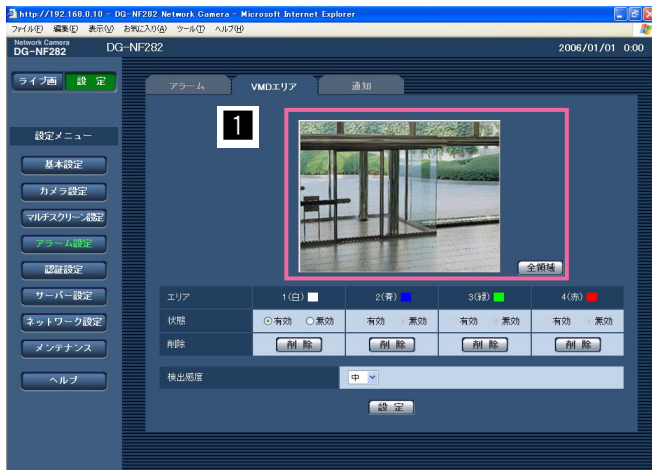 http://192.168.0.10 - DG-NF282 Network Camera - Microsoft Internet Explorer
ファイル(F) 編集(E) 表示(V) お気に入り(A) ツール(T) ヘルプ(H)
Network Camera
DG-NF282
DG-NF282
2006/01/01 0:00
ライブ画 設 定
アラーム VMDエリア 通知
1
設定メニュー
基本設定
カメラ設定
マルチスクリーン設定
アラーム設定
認証設定
サーバー設定
ネットワーク設定
メンテナンス
ヘルプ
全領域
エリア 1(白) 2(青) 3(緑) 4(赤)
状態 有効 無効 有効 無効 有効 無効 有効 無効
削除 削 除 削 除 削 除 削 除
検出感度 中
設 定